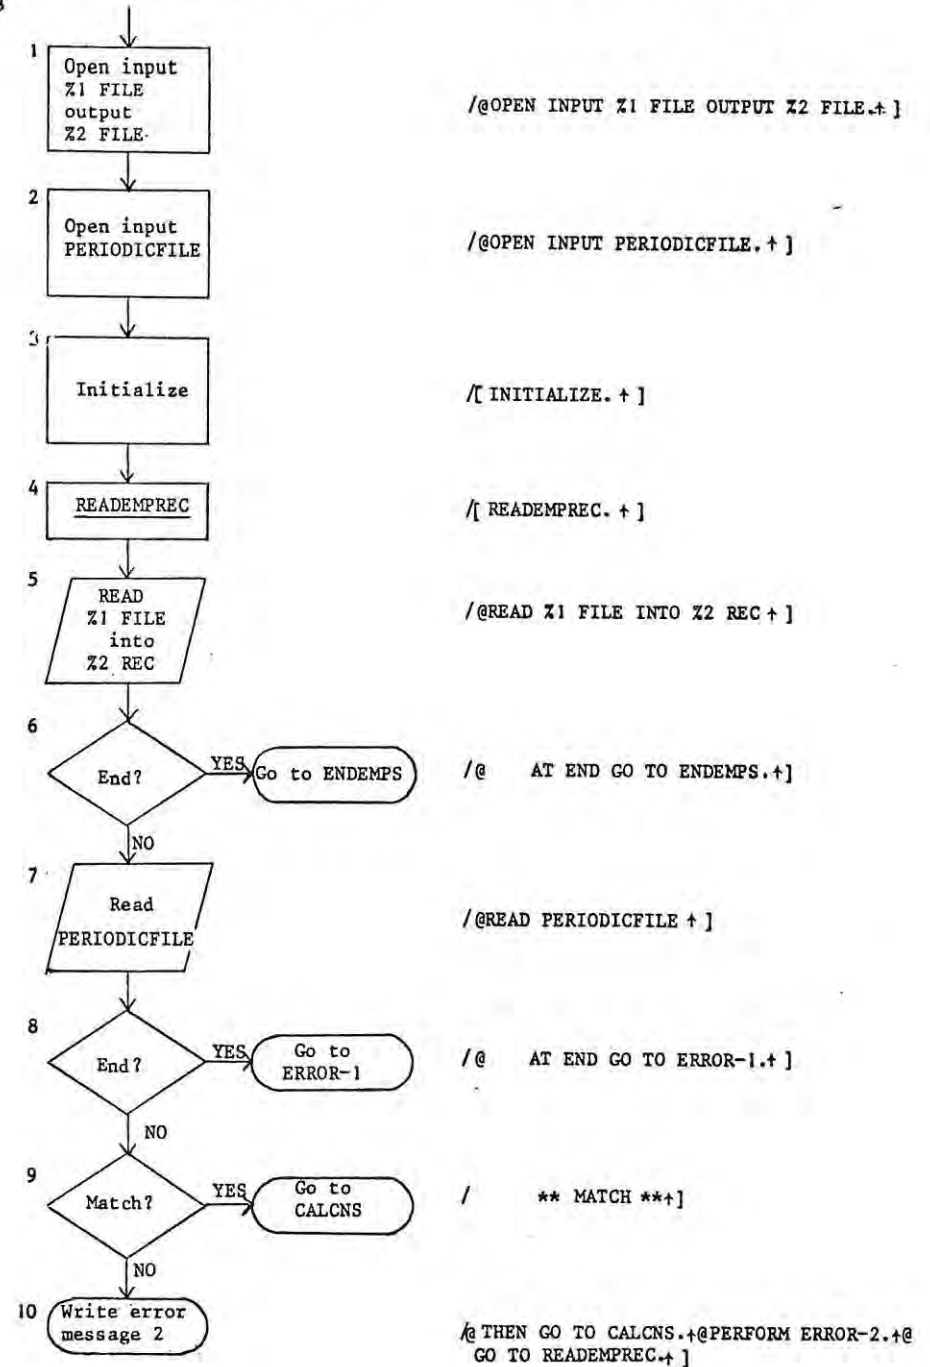 1
Open input
%1 FILE
output
%2 FILE
/@OPEN INPUT %1 FILE OUTPUT %2 FILE.↑ ]
2
Open input
PERIODICFILE
/@OPEN INPUT PERIODICFILE.↑ ]
3
Initialize
/[ INITIALIZE. ↑ ]
4
READEMPREC
/[ READEMPREC. ↑ ]
5
READ
%1 FILE
into
%2 REC
/@READ %1 FILE INTO %2 REC ↑ ]
6
End?
YES
Go to ENDEMPS
/@ AT END GO TO ENDEMPS.↑]
NO
7
Read
PERIODICFILE
/@READ PERIODICFILE ↑ ]
8
End?
YES
Go to
ERROR-1
/@ AT END GO TO ERROR-1.↑ ]
NO
9
Match?
YES
Go to
CALCNS
/ ** MATCH **↑]
NO
10
Write error
message 2
/@ THEN GO TO CALCNS.↑@PERFORM ERROR-2.↑@
GO TO READEMPREC.↑ ]